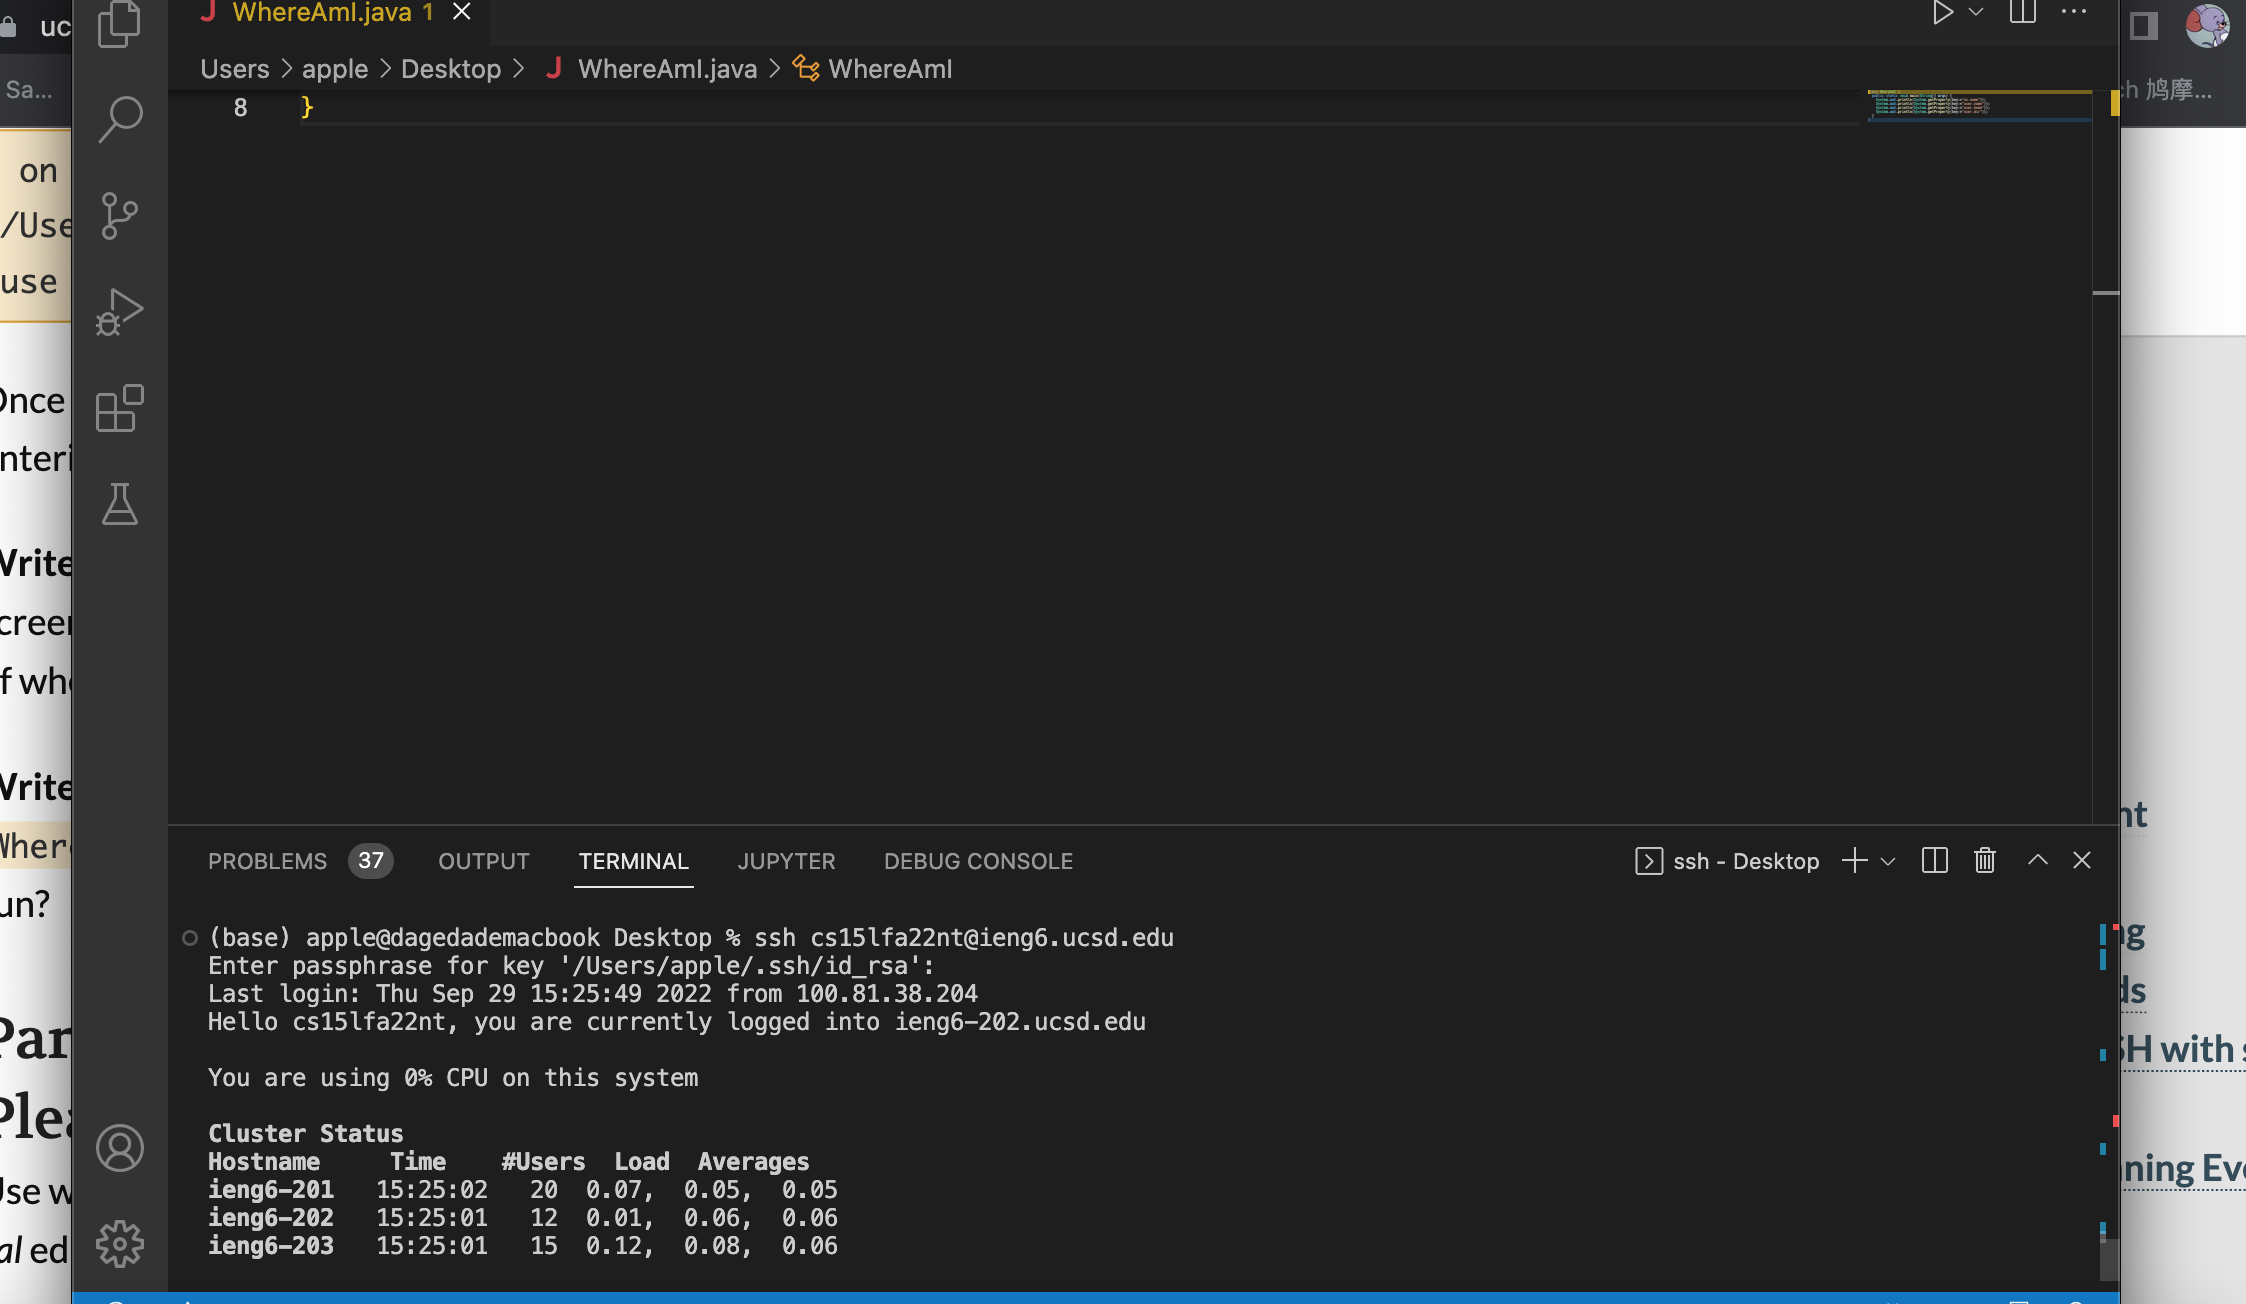 uc
WhereAmI.java 1
Sa...
Users > apple > Desktop > WhereAmI.java > WhereAmI
8 }
鸠摩...
on
/Use
use
Once
nteri
Write
creen
f whe
Write
Where
un?
Par
Plea
Use w
al ed
PROBLEMS 37 OUTPUT TERMINAL JUPYTER DEBUG CONSOLE
ssh - Desktop
(base) apple@dagedademacbook Desktop % ssh cs15lfa22nt@ieng6.ucsd.edu
Enter passphrase for key '/Users/apple/.ssh/id_rsa':
Last login: Thu Sep 29 15:25:49 2022 from 100.81.38.204
Hello cs15lfa22nt, you are currently logged into ieng6-202.ucsd.edu
You are using 0% CPU on this system
Cluster Status
Hostname Time #Users Load Averages
ieng6-201 15:25:02 20 0.07, 0.05, 0.05
ieng6-202 15:25:01 12 0.01, 0.06, 0.06
ieng6-203 15:25:01 15 0.12, 0.08, 0.06
nt
ng
ds
SH with s
nning Eve